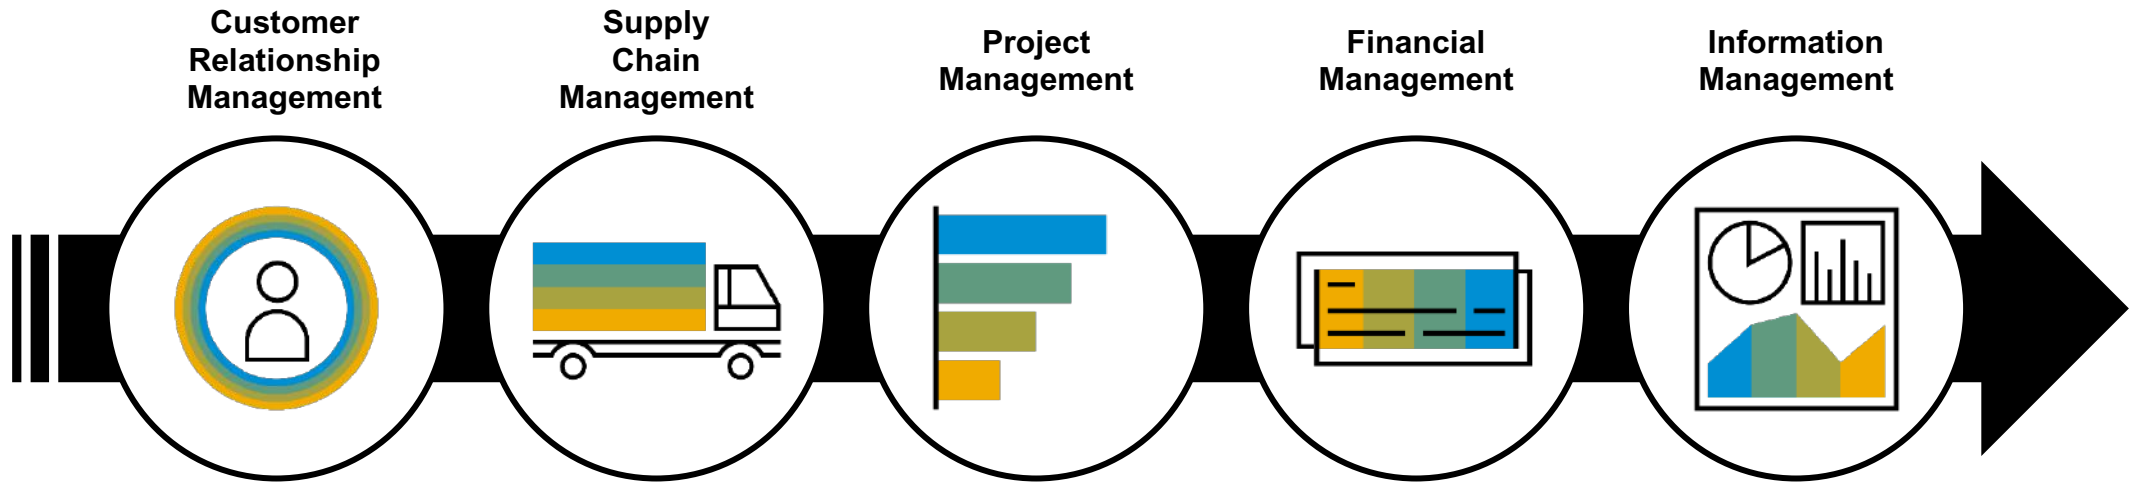 Customer
Relationship
Management
Supply
Chain
Management
Project
Management
Financial
Management
Information
Management